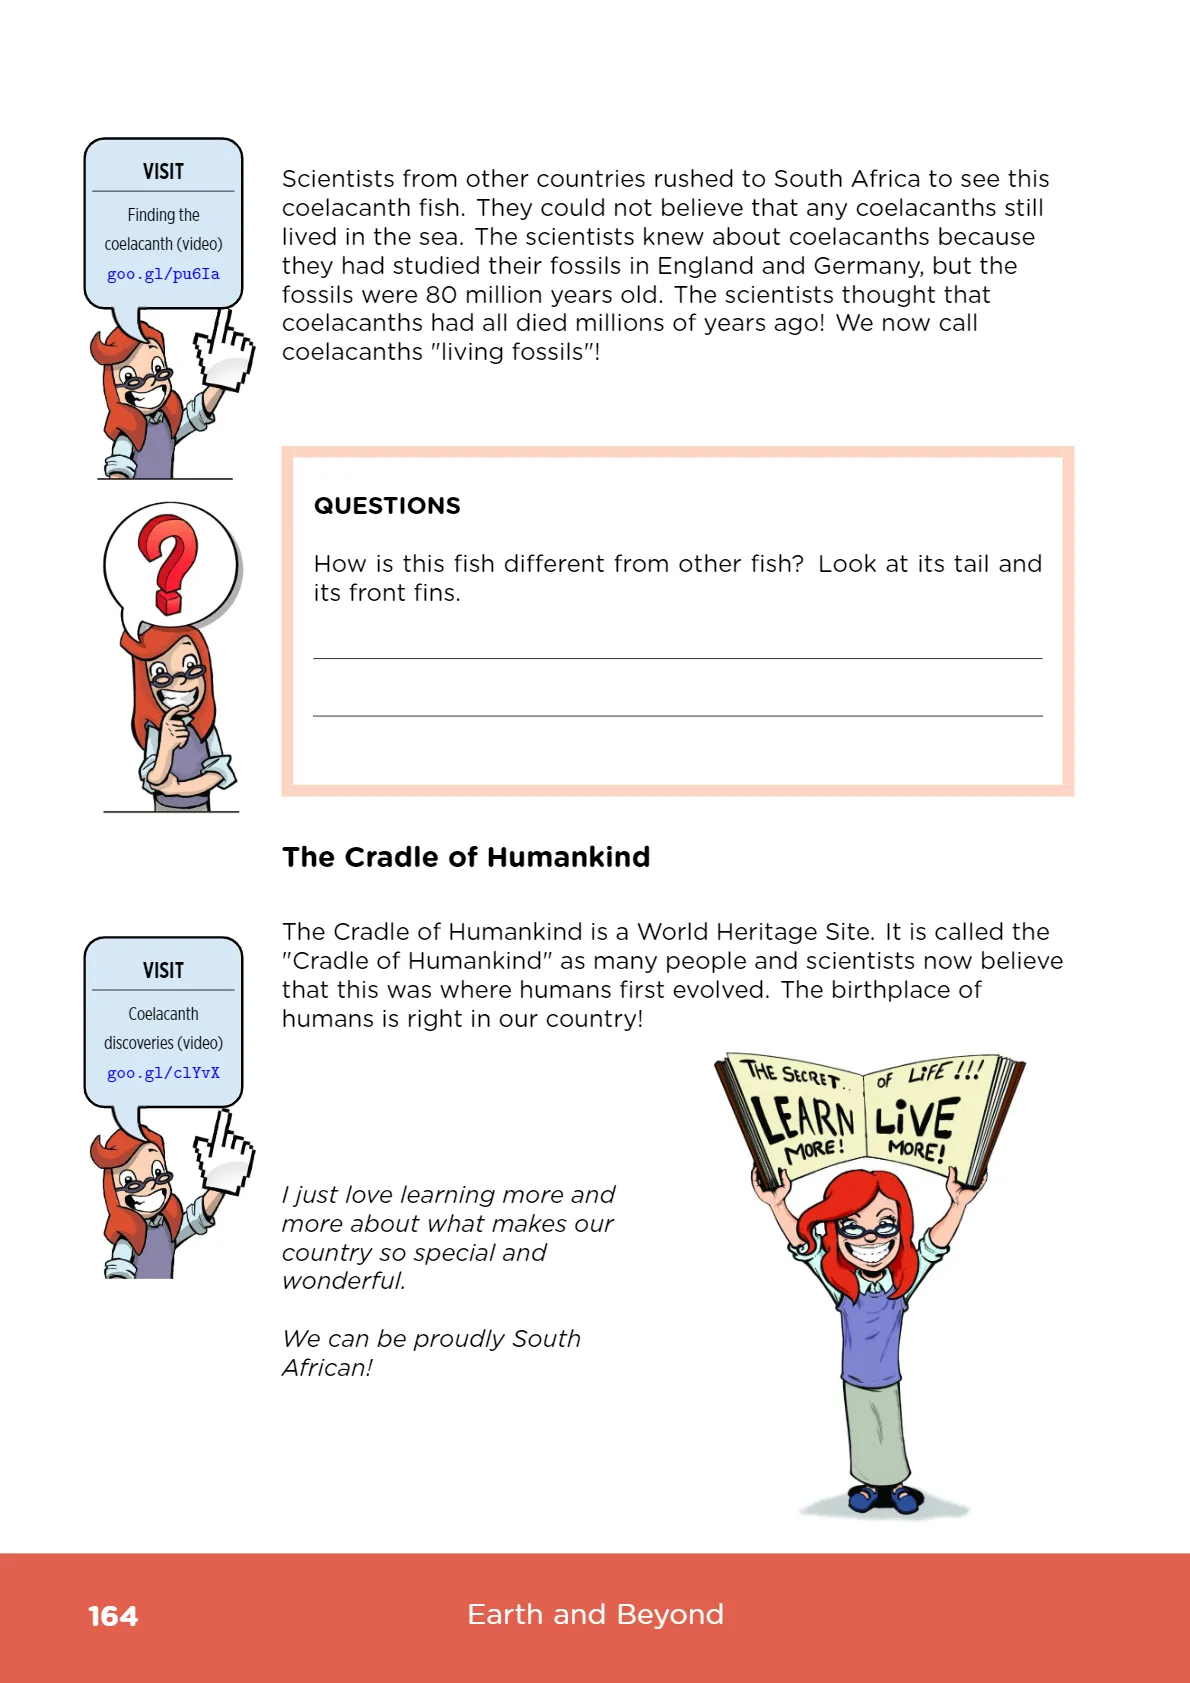 VISIT
Finding the
coelacanth (video)
goo.gl/pu6Ia
Scientists from other countries rushed to South Africa to see this
coelacanth fish. They could not believe that any coelacanths still
lived in the sea. The scientists knew about coelacanths because
they had studied their fossils in England and Germany, but the
fossils were 80 million years old. The scientists thought that
coelacanths had all died millions of years ago! We now call
coelacanths "living fossils"!
?
QUESTIONS
How is this fish different from other fish? Look at its tail and
its front fins.
The Cradle of Humankind
The Cradle of Humankind is a World Heritage Site. It is called the
"Cradle of Humankind" as many people and scientists now believe
that this was where humans first evolved. The birthplace of
humans is right in our country!
VISIT
Coelacanth
discoveries (video)
goo.gl/clYvX
THE SECRET..
LEARN
MORE!
OF LiFE!!!
LiVE
MORE!
I just love learning more and
more about what makes our
country so special and
wonderful.
We can be proudly South
African!
164
Earth and Beyond